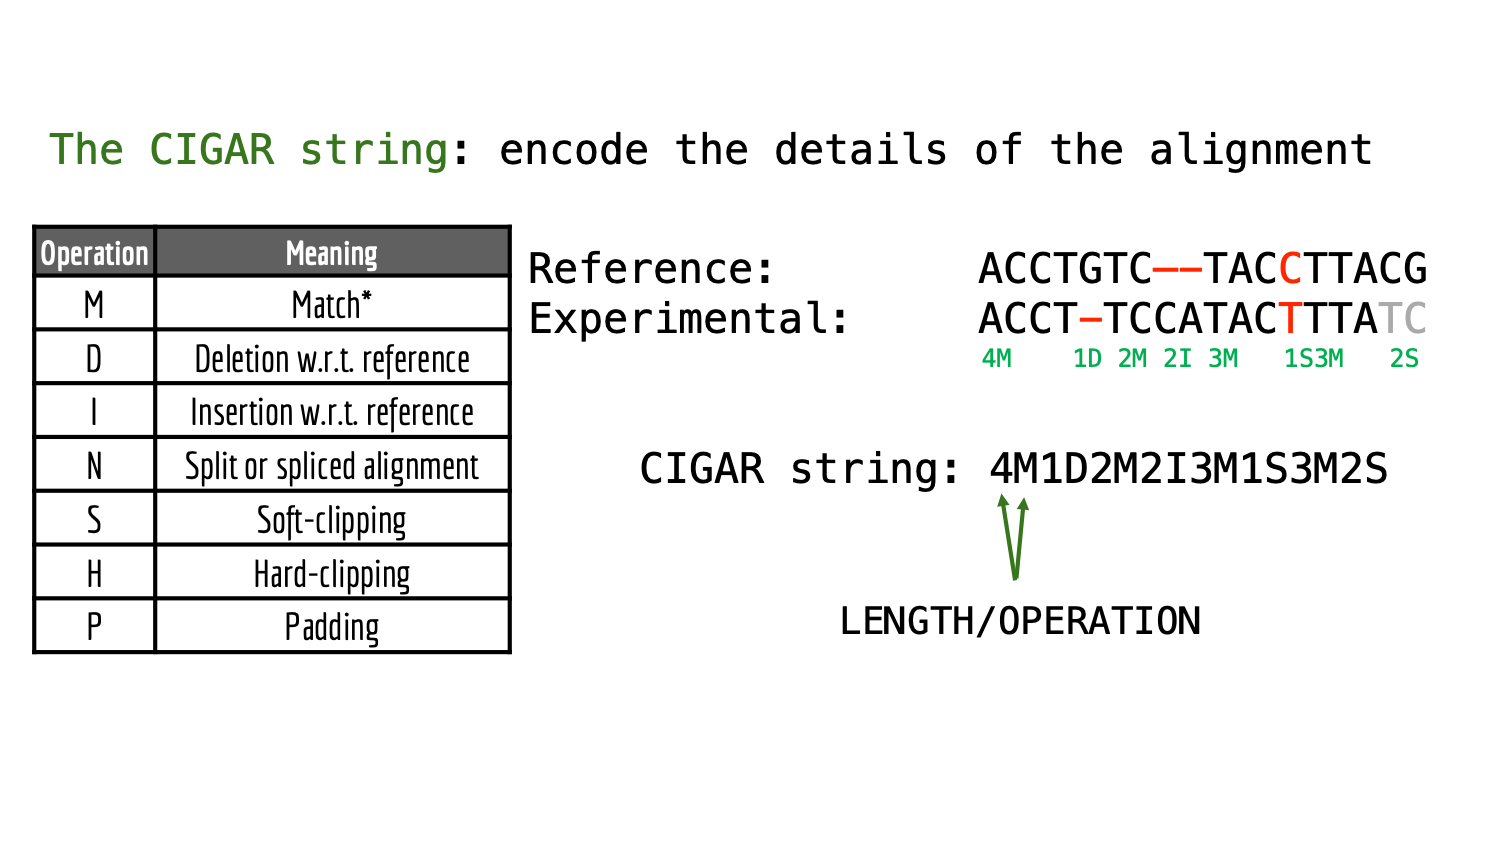 The CIGAR string: encode the details of the alignment
Operation Meaning
M Match*
D Deletion w.r.t. reference
I Insertion w.r.t. reference
N Split or spliced alignment
S Soft-clipping
H Hard-clipping
P Padding
Reference: ACCTGTC——TACCTTACG
Experimental: ACCT–TCCATACTTTATC
4M 1D 2M 2I 3M 1S3M 2S
CIGAR string: 4M1D2M2I3M1S3M2S
LENGTH/OPERATION